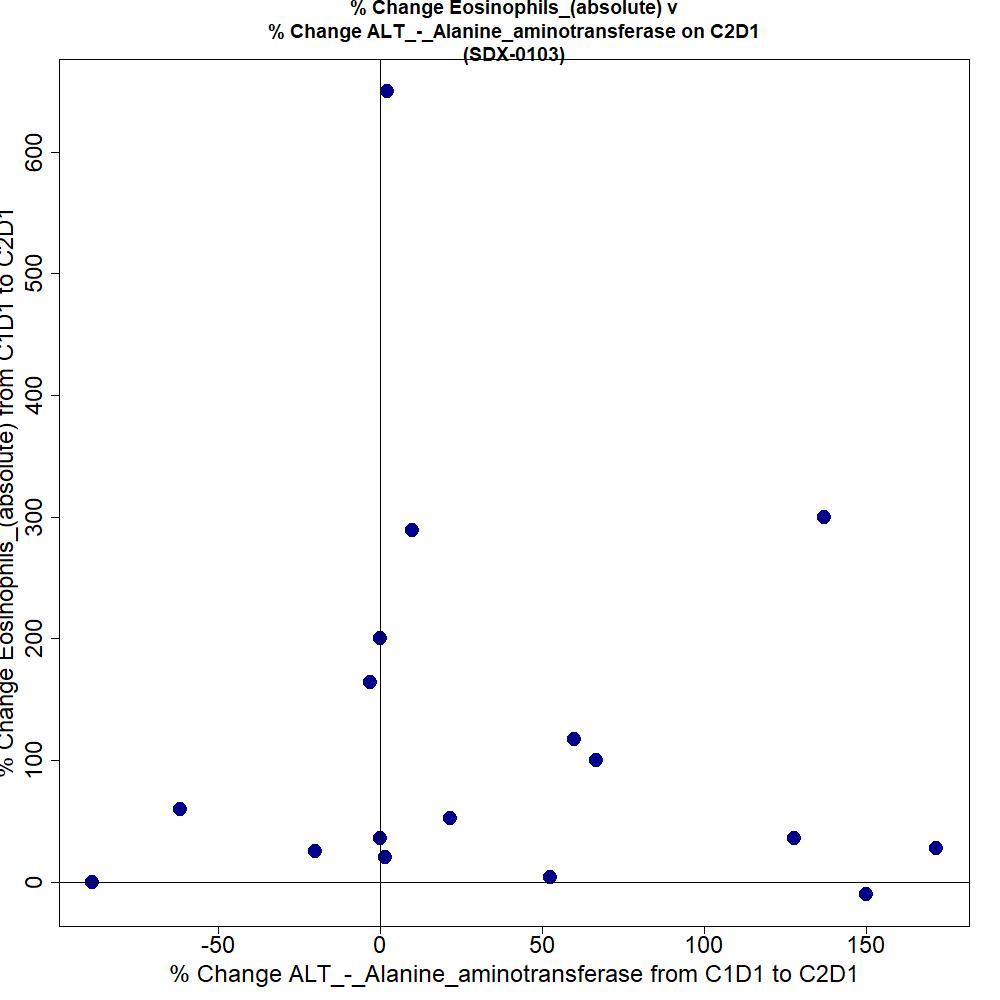 % Change Eosinophils_(absolute) v
% Change ALT_-_Alanine_aminotransferase on C2D1
(SDX-0103)
% Change Eosinophils_(absolute) from C1D1 to C2D1
600
500
400
300
200
100
0
-50
0
50
100
150
% Change ALT_-_Alanine_aminotransferase from C1D1 to C2D1